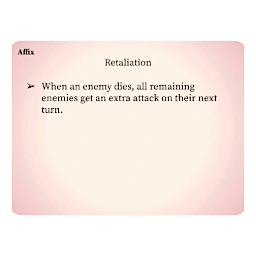 Affix
Retaliation
➢ When an enemy dies, all remaining
enemies get an extra attack on their next
turn.